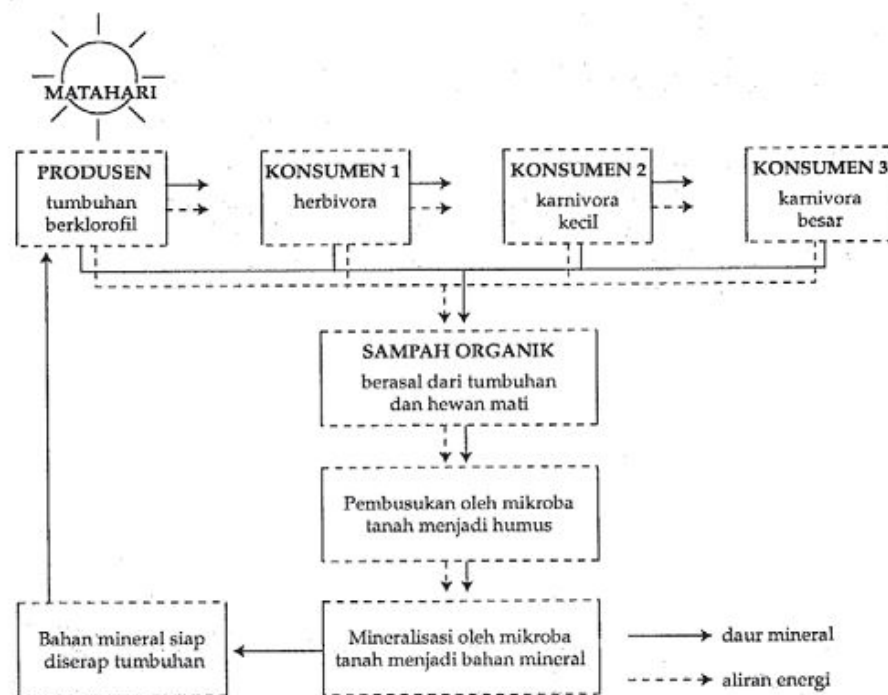 MATAHARI
PRODUSEN
tumbuhan
berklorofil
KONSUMEN 1
herbivora
KONSUMEN 2
karnivora
kecil
KONSUMEN 3
karnivora
besar
SAMPAH ORGANIK
berasal dari tumbuhan
dan hewan mati
Pembusukan oleh mikroba
tanah menjadi humus
Bahan mineral siap
diserap tumbuhan
Mineralisasi oleh mikroba
tanah menjadi bahan mineral
daur mineral
aliran energi